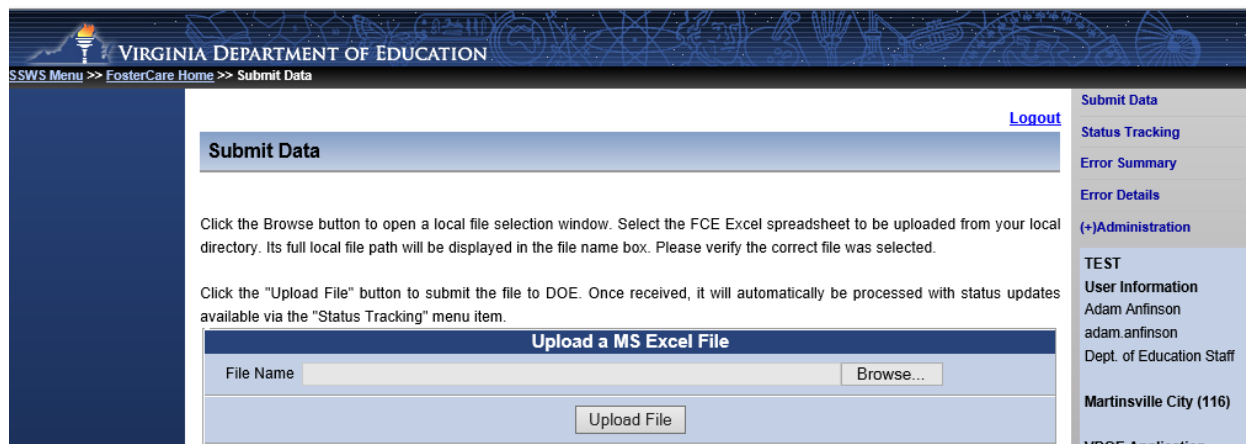 VIRGINIA DEPARTMENT OF EDUCATION
SSWS Menu >> FosterCare Home >> Submit Data
Logout
Submit Data
Click the Browse button to open a local file selection window. Select the FCE Excel spreadsheet to be uploaded from your local
directory. Its full local file path will be displayed in the file name box. Please verify the correct file was selected.
Click the "Upload File" button to submit the file to DOE. Once received, it will automatically be processed with status updates
available via the "Status Tracking" menu item.
Upload a MS Excel File
File Name Browse...
Upload File
Submit Data
Status Tracking
Error Summary
Error Details
(+)Administration
TEST
User Information
Adam Anfinson
adam.anfinson
Dept. of Education Staff
Martinsville City (116)